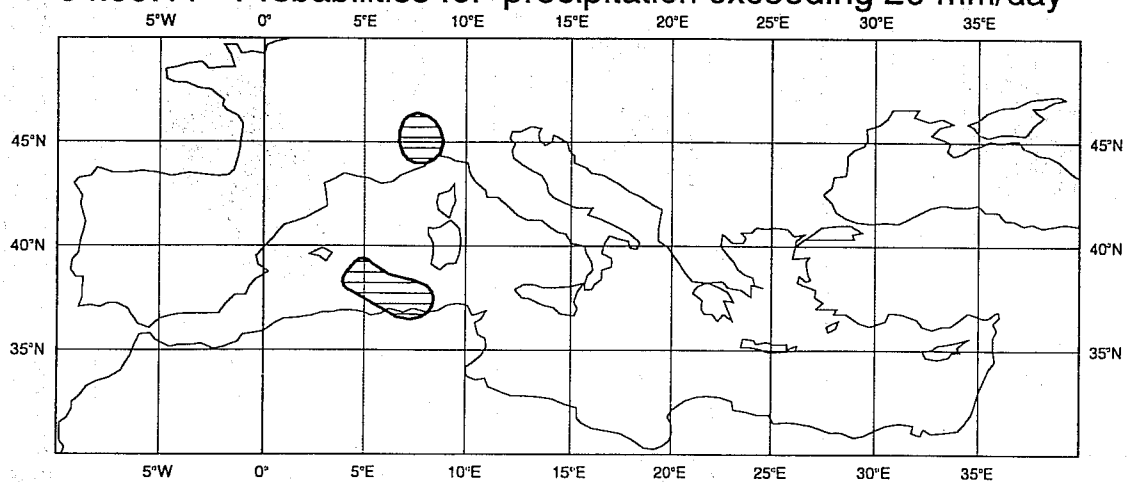 Probabilities for precipitation exceeding 20 mm/day
5°W 0° 5°E 10°E 15°E 20°E 25°E 30°E 35°E
45°N 45°N
40°N 40°N
35°N 35°N
5°W 0° 5°E 10°E 15°E 20°E 25°E 30°E 35°E